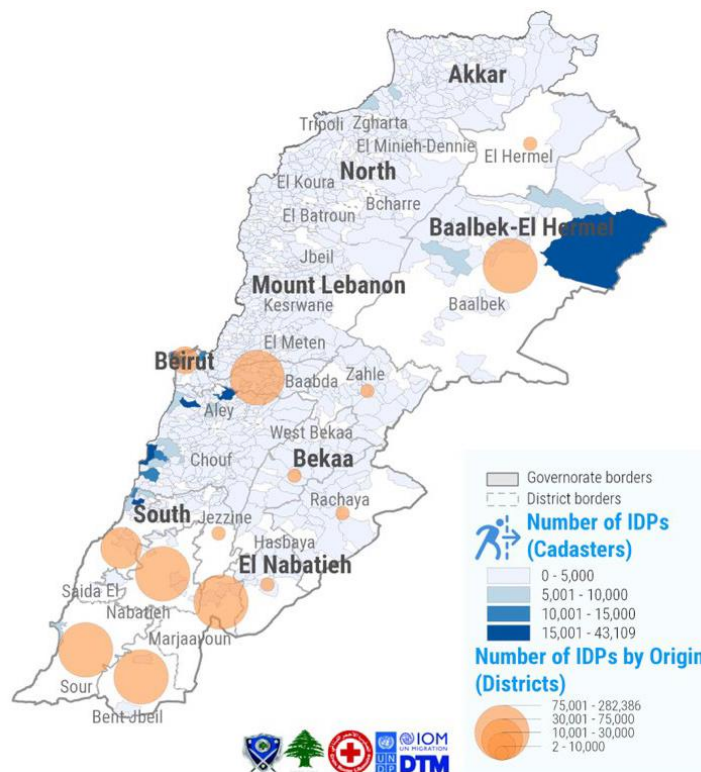 Akkar
Tripoli
Zgharta
El Minieh-Dennie
El Hermel
North
El Koura
Bcharre
El Batroun
Baalbek-El Hermel
Jbeil
Mount Lebanon
Baalbek
Kesrwane
El Meten
Beirut
Baabda
Zahle
Aley
West Bekaa
Chouf
Bekaa
Rachaya
South
Jezzine
Hasbaya
El Nabatieh
Saida El
Nabatieh
Marjaayoun
Sour
Bent Jbeil
Governorate borders
District borders
Number of IDPs
(Cadasters)
0 - 5,000
5,001 - 10,000
10,001 - 15,000
15,001 - 43,109
Number of IDPs by Origin
(Districts)
75,001 - 282,386
30,001 - 75,000
10,001 - 30,000
2 - 10,000
UNDP
IOM
UN MIGRATION
DTM